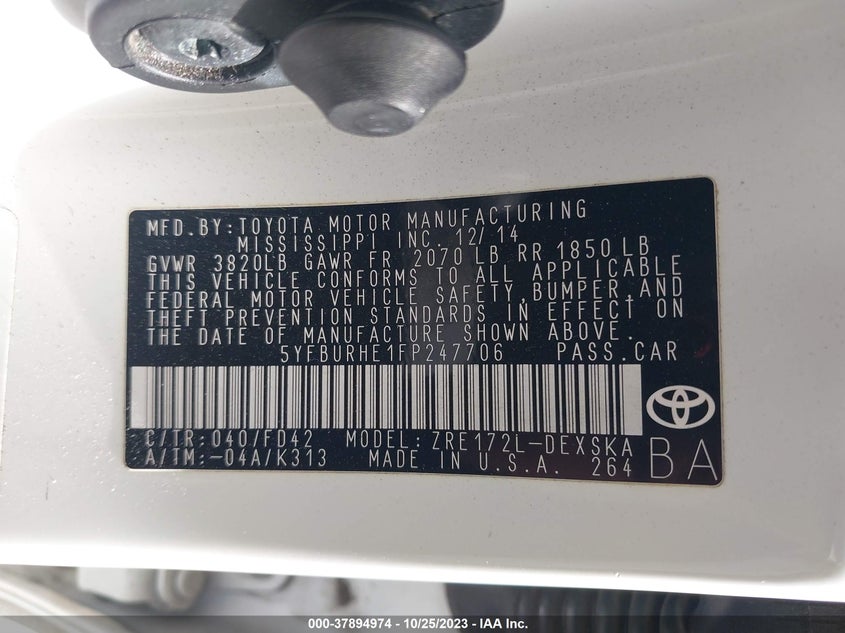 MFD. BY: TOYOTA MOTOR MANUFACTURING
MISSISSIPPI INC. 12/14
GVWR 3820LB GAWR FR 2070 LB RR 1850 LB
THIS VEHICLE CONFORMS TO ALL APPLICABLE
FEDERAL MOTOR VEHICLE SAFETY, BUMPER, AND
THEFT PREVENTION STANDARDS IN EFFECT ON
THE DATE OF MANUFACTURE SHOWN ABOVE.
5YFBURHE1FP247706 PASS. CAR
C/TR: 040/FD42 MODEL: ZRE172L-DEXSKA
A/TM: -04A/K313 MADE IN U.S.A. 264 BA
000-37894974 - 10/25/2023 - © IAA Inc.